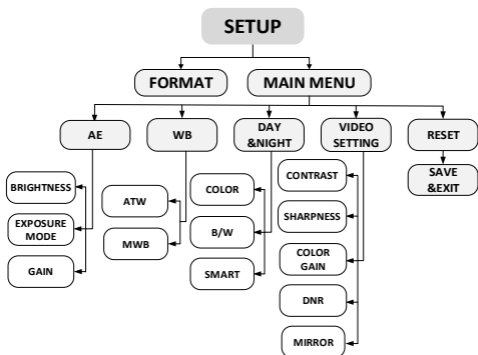 SETUP
FORMAT
MAIN MENU
AE
WB
DAY
&NIGHT
VIDEO
SETTING
RESET
SAVE
&EXIT
BRIGHTNESS
EXPOSURE
MODE
GAIN
ATW
MWB
COLOR
B/W
SMART
CONTRAST
SHARPNESS
COLOR
GAIN
DNR
MIRROR